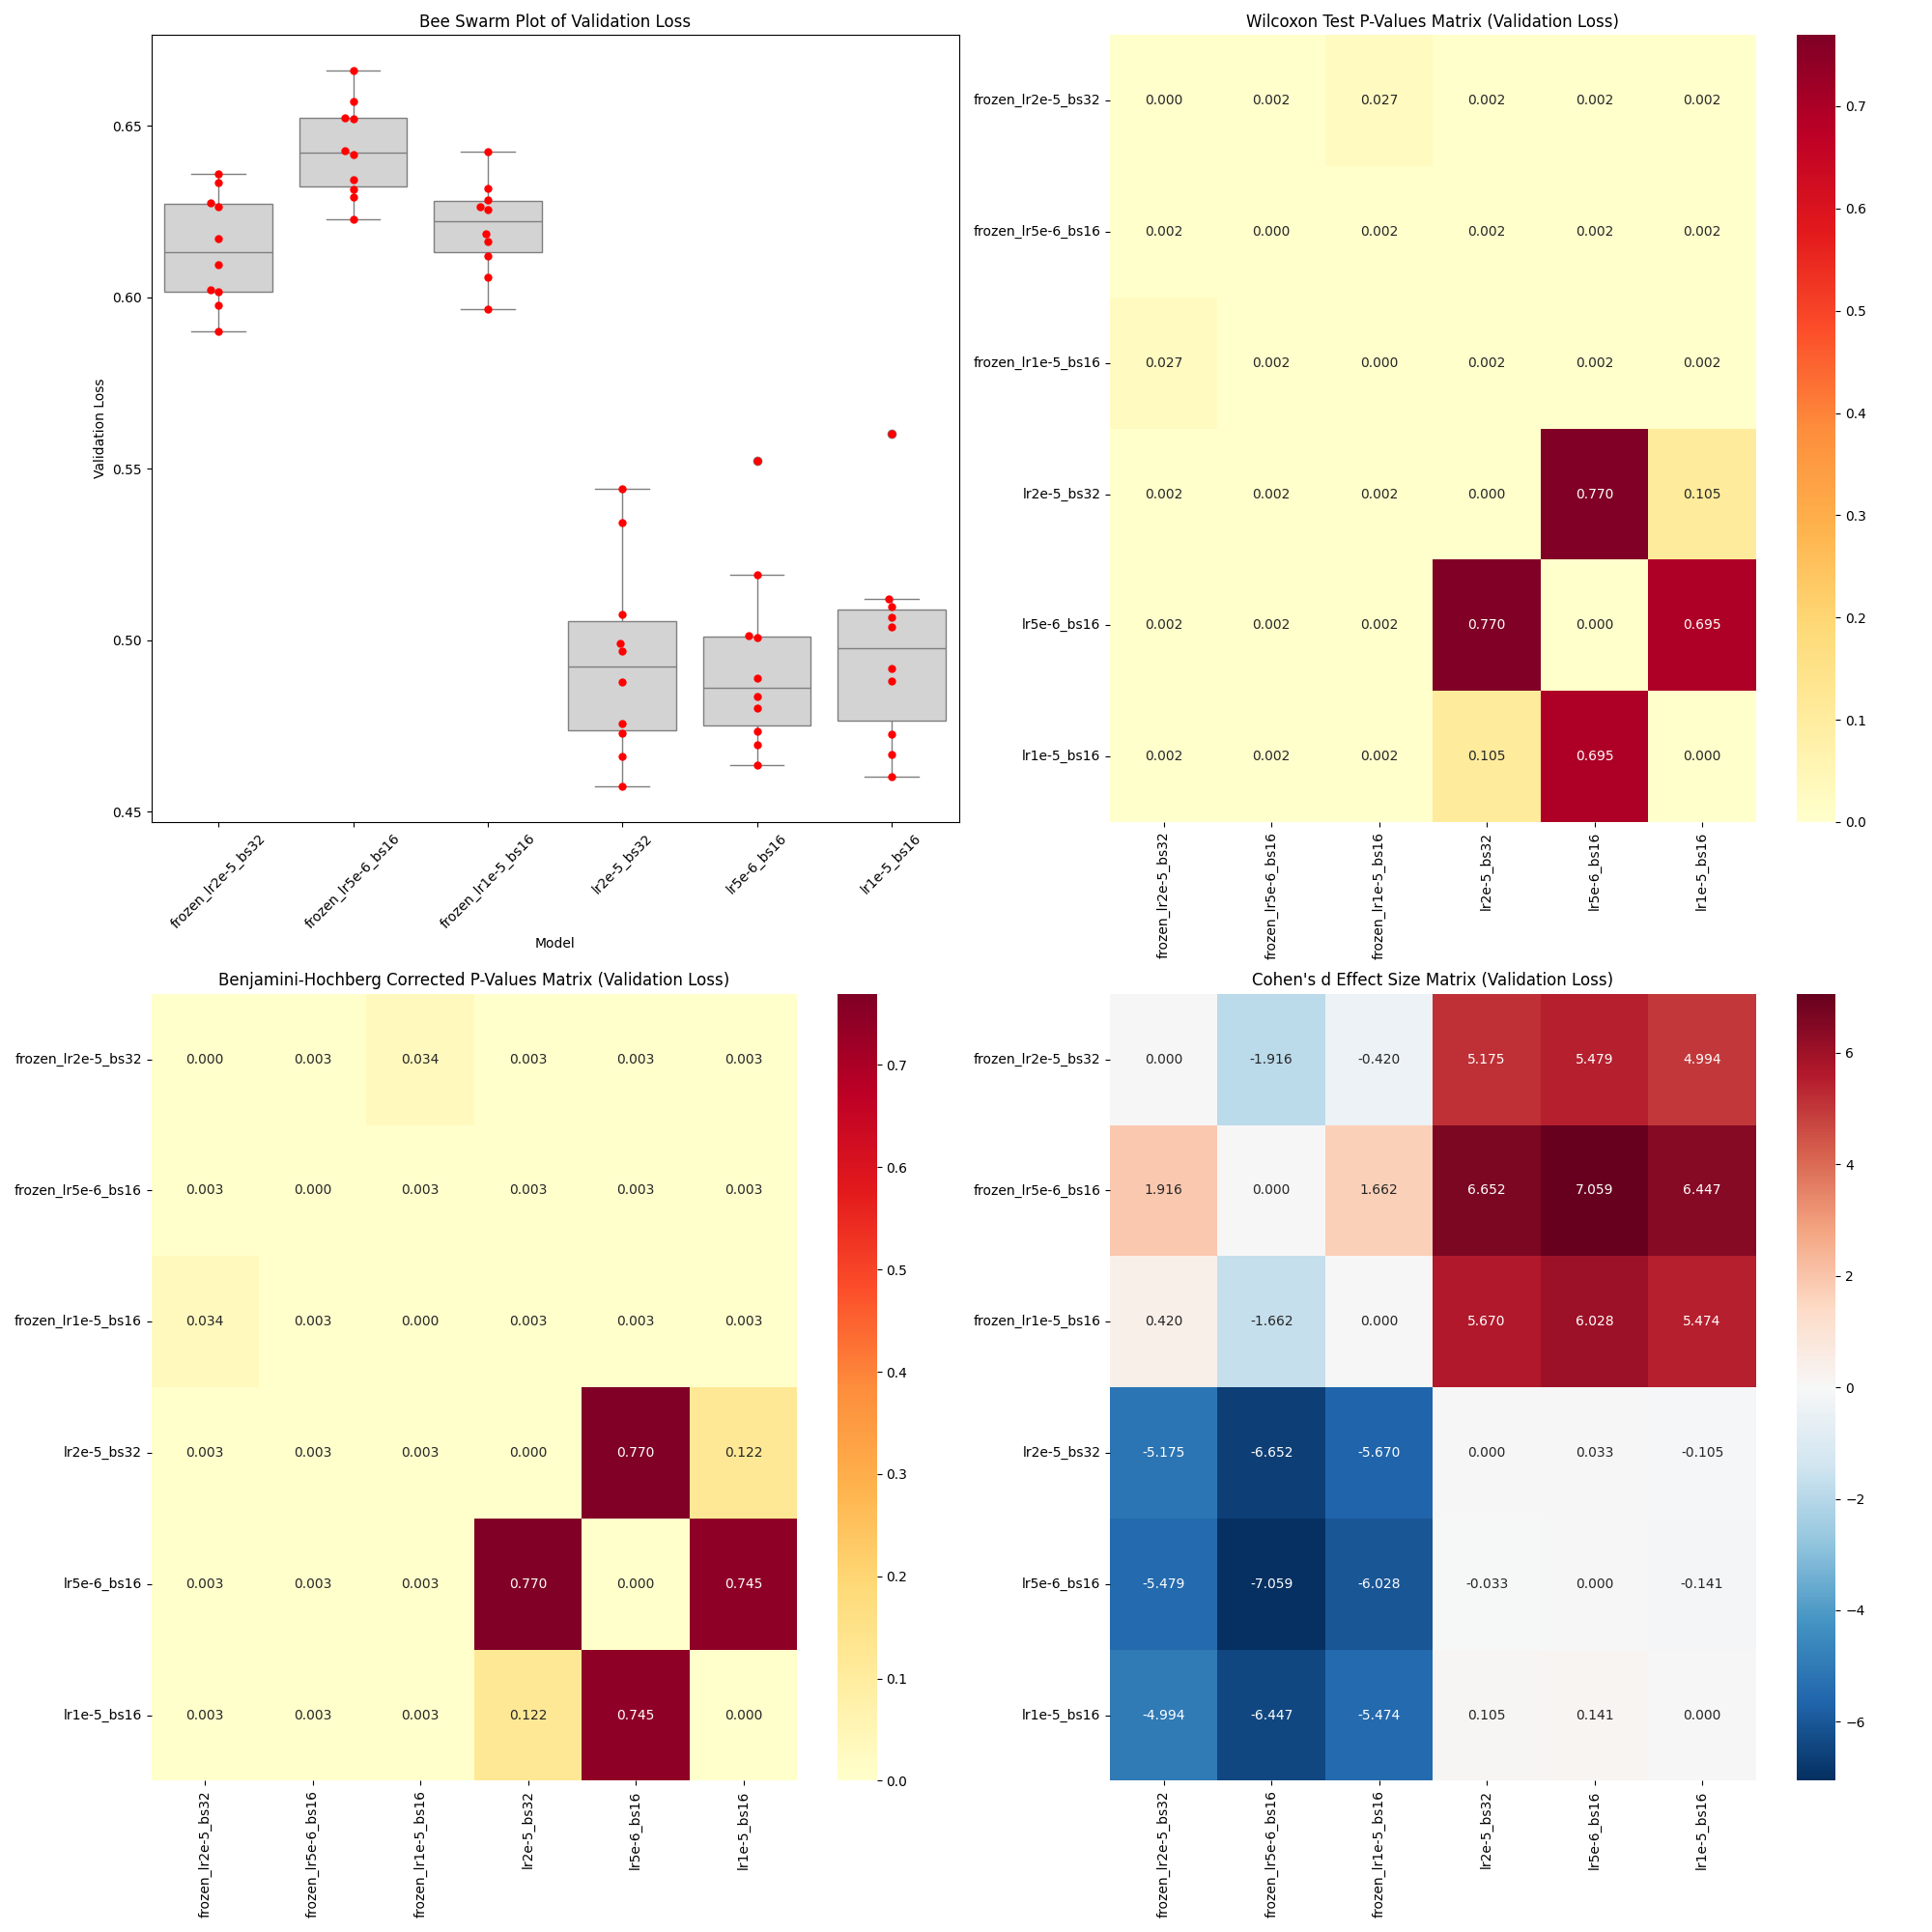 Bee Swarm Plot of Validation Loss
Validation Loss
0.65
0.60
0.55
0.50
0.45
frozen_lr2e-5_bs32
frozen_lr5e-6_bs16
frozen_lr1e-5_bs16
lr2e-5_bs32
lr5e-6_bs16
lr1e-5_bs16
Model
Wilcoxon Test P-Values Matrix (Validation Loss)
frozen_lr2e-5_bs32 0.000 0.002 0.027 0.002 0.002 0.002
frozen_lr5e-6_bs16 0.002 0.000 0.002 0.002 0.002 0.002
frozen_lr1e-5_bs16 0.027 0.002 0.000 0.002 0.002 0.002
lr2e-5_bs32 0.002 0.002 0.002 0.000 0.770 0.105
lr5e-6_bs16 0.002 0.002 0.002 0.770 0.000 0.695
lr1e-5_bs16 0.002 0.002 0.002 0.105 0.695 0.000
frozen_lr2e-5_bs32
frozen_lr5e-6_bs16
frozen_lr1e-5_bs16
lr2e-5_bs32
lr5e-6_bs16
lr1e-5_bs16
0.7
0.6
0.5
0.4
0.3
0.2
0.1
0.0
Benjamini-Hochberg Corrected P-Values Matrix (Validation Loss)
frozen_lr2e-5_bs32 0.000 0.003 0.034 0.003 0.003 0.003
frozen_lr5e-6_bs16 0.003 0.000 0.003 0.003 0.003 0.003
frozen_lr1e-5_bs16 0.034 0.003 0.000 0.003 0.003 0.003
lr2e-5_bs32 0.003 0.003 0.003 0.000 0.770 0.122
lr5e-6_bs16 0.003 0.003 0.003 0.770 0.000 0.745
lr1e-5_bs16 0.003 0.003 0.003 0.122 0.745 0.000
frozen_lr2e-5_bs32
frozen_lr5e-6_bs16
frozen_lr1e-5_bs16
lr2e-5_bs32
lr5e-6_bs16
lr1e-5_bs16
0.7
0.6
0.5
0.4
0.3
0.2
0.1
0.0
Cohen's d Effect Size Matrix (Validation Loss)
frozen_lr2e-5_bs32 0.000 -1.916 -0.420 5.175 5.479 4.994
frozen_lr5e-6_bs16 1.916 0.000 1.662 6.652 7.059 6.447
frozen_lr1e-5_bs16 0.420 -1.662 0.000 5.670 6.028 5.474
lr2e-5_bs32 -5.175 -6.652 -5.670 0.000 0.033 -0.105
lr5e-6_bs16 -5.479 -7.059 -6.028 -0.033 0.000 -0.141
lr1e-5_bs16 -4.994 -6.447 -5.474 0.105 0.141 0.000
frozen_lr2e-5_bs32
frozen_lr5e-6_bs16
frozen_lr1e-5_bs16
lr2e-5_bs32
lr5e-6_bs16
lr1e-5_bs16
6
4
2
0
−2
−4
−6